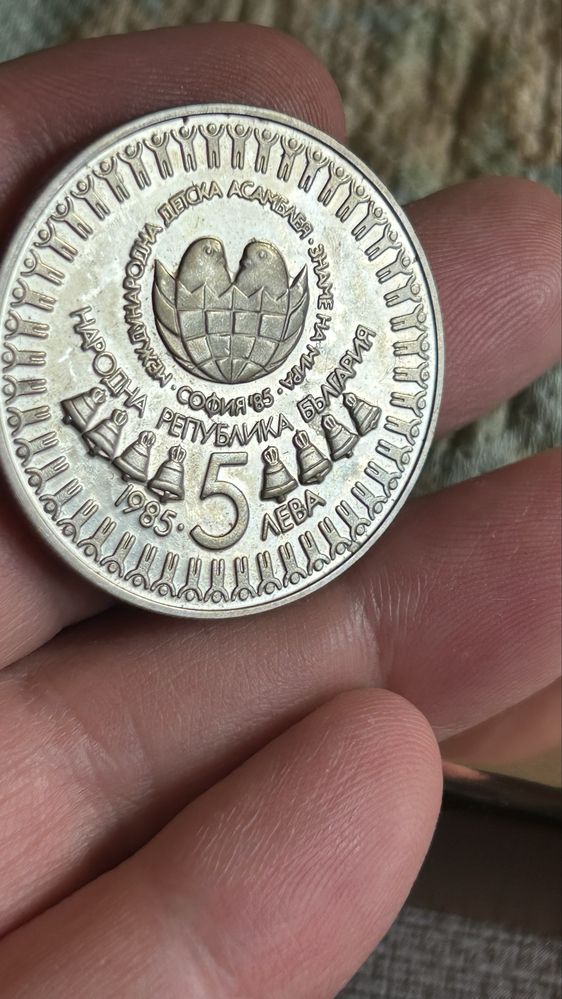 МЕЖДУНАРОДНА ДЕТСКА АСАМБЛЕЯ · ЗНАМЕ НА МИРА ·
СОФИЯ '85 ·
НАРОДНА РЕПУБЛИКА БЪЛГАРИЯ
1985 · 5 ЛЕВА